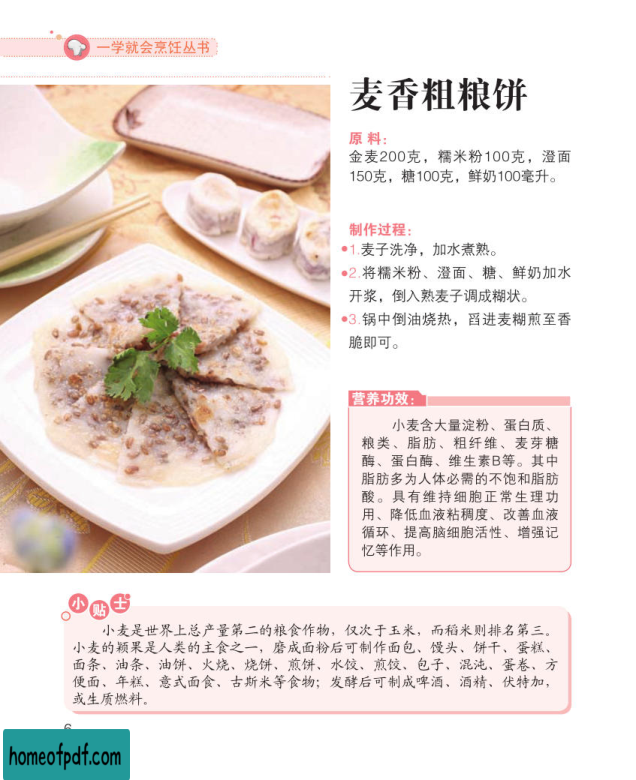 一学就会烹饪丛书
麦香粗粮饼
原料：
金麦200克，糯米粉100克，澄面
150克，糖100克，鲜奶100毫升。
制作过程：
●1.麦子洗净，加水煮熟。
●2.将糯米粉、澄面、糖、鲜奶加水
开浆，倒入熟麦子调成糊状。
●3.锅中倒油烧热，舀进麦糊煎至香
脆即可。
营养功效：
小麦含大量淀粉、蛋白质、
粮类、脂肪、粗纤维、麦芽糖
酶、蛋白酶、维生素B等。其中
脂肪多为人体必需的不饱和脂肪
酸。具有维持细胞正常生理功
用、降低血液粘稠度、改善血液
循环、提高脑细胞活性、增强记
忆等作用。
小贴士
小麦是世界上总产量第二的粮食作物，仅次于玉米，而稻米则排名第三。
小麦的颖果是人类的主食之一，磨成面粉后可制作面包、馒头、饼干、蛋糕、
面条、油条、油饼、火烧、烧饼、煎饼、水饺、煎饺、包子、混沌、蛋卷、方
便面、年糕、意式面食、古斯米等食物；发酵后可制成啤酒、酒精、伏特加，
或生质燃料。
6
homeofpdf.com